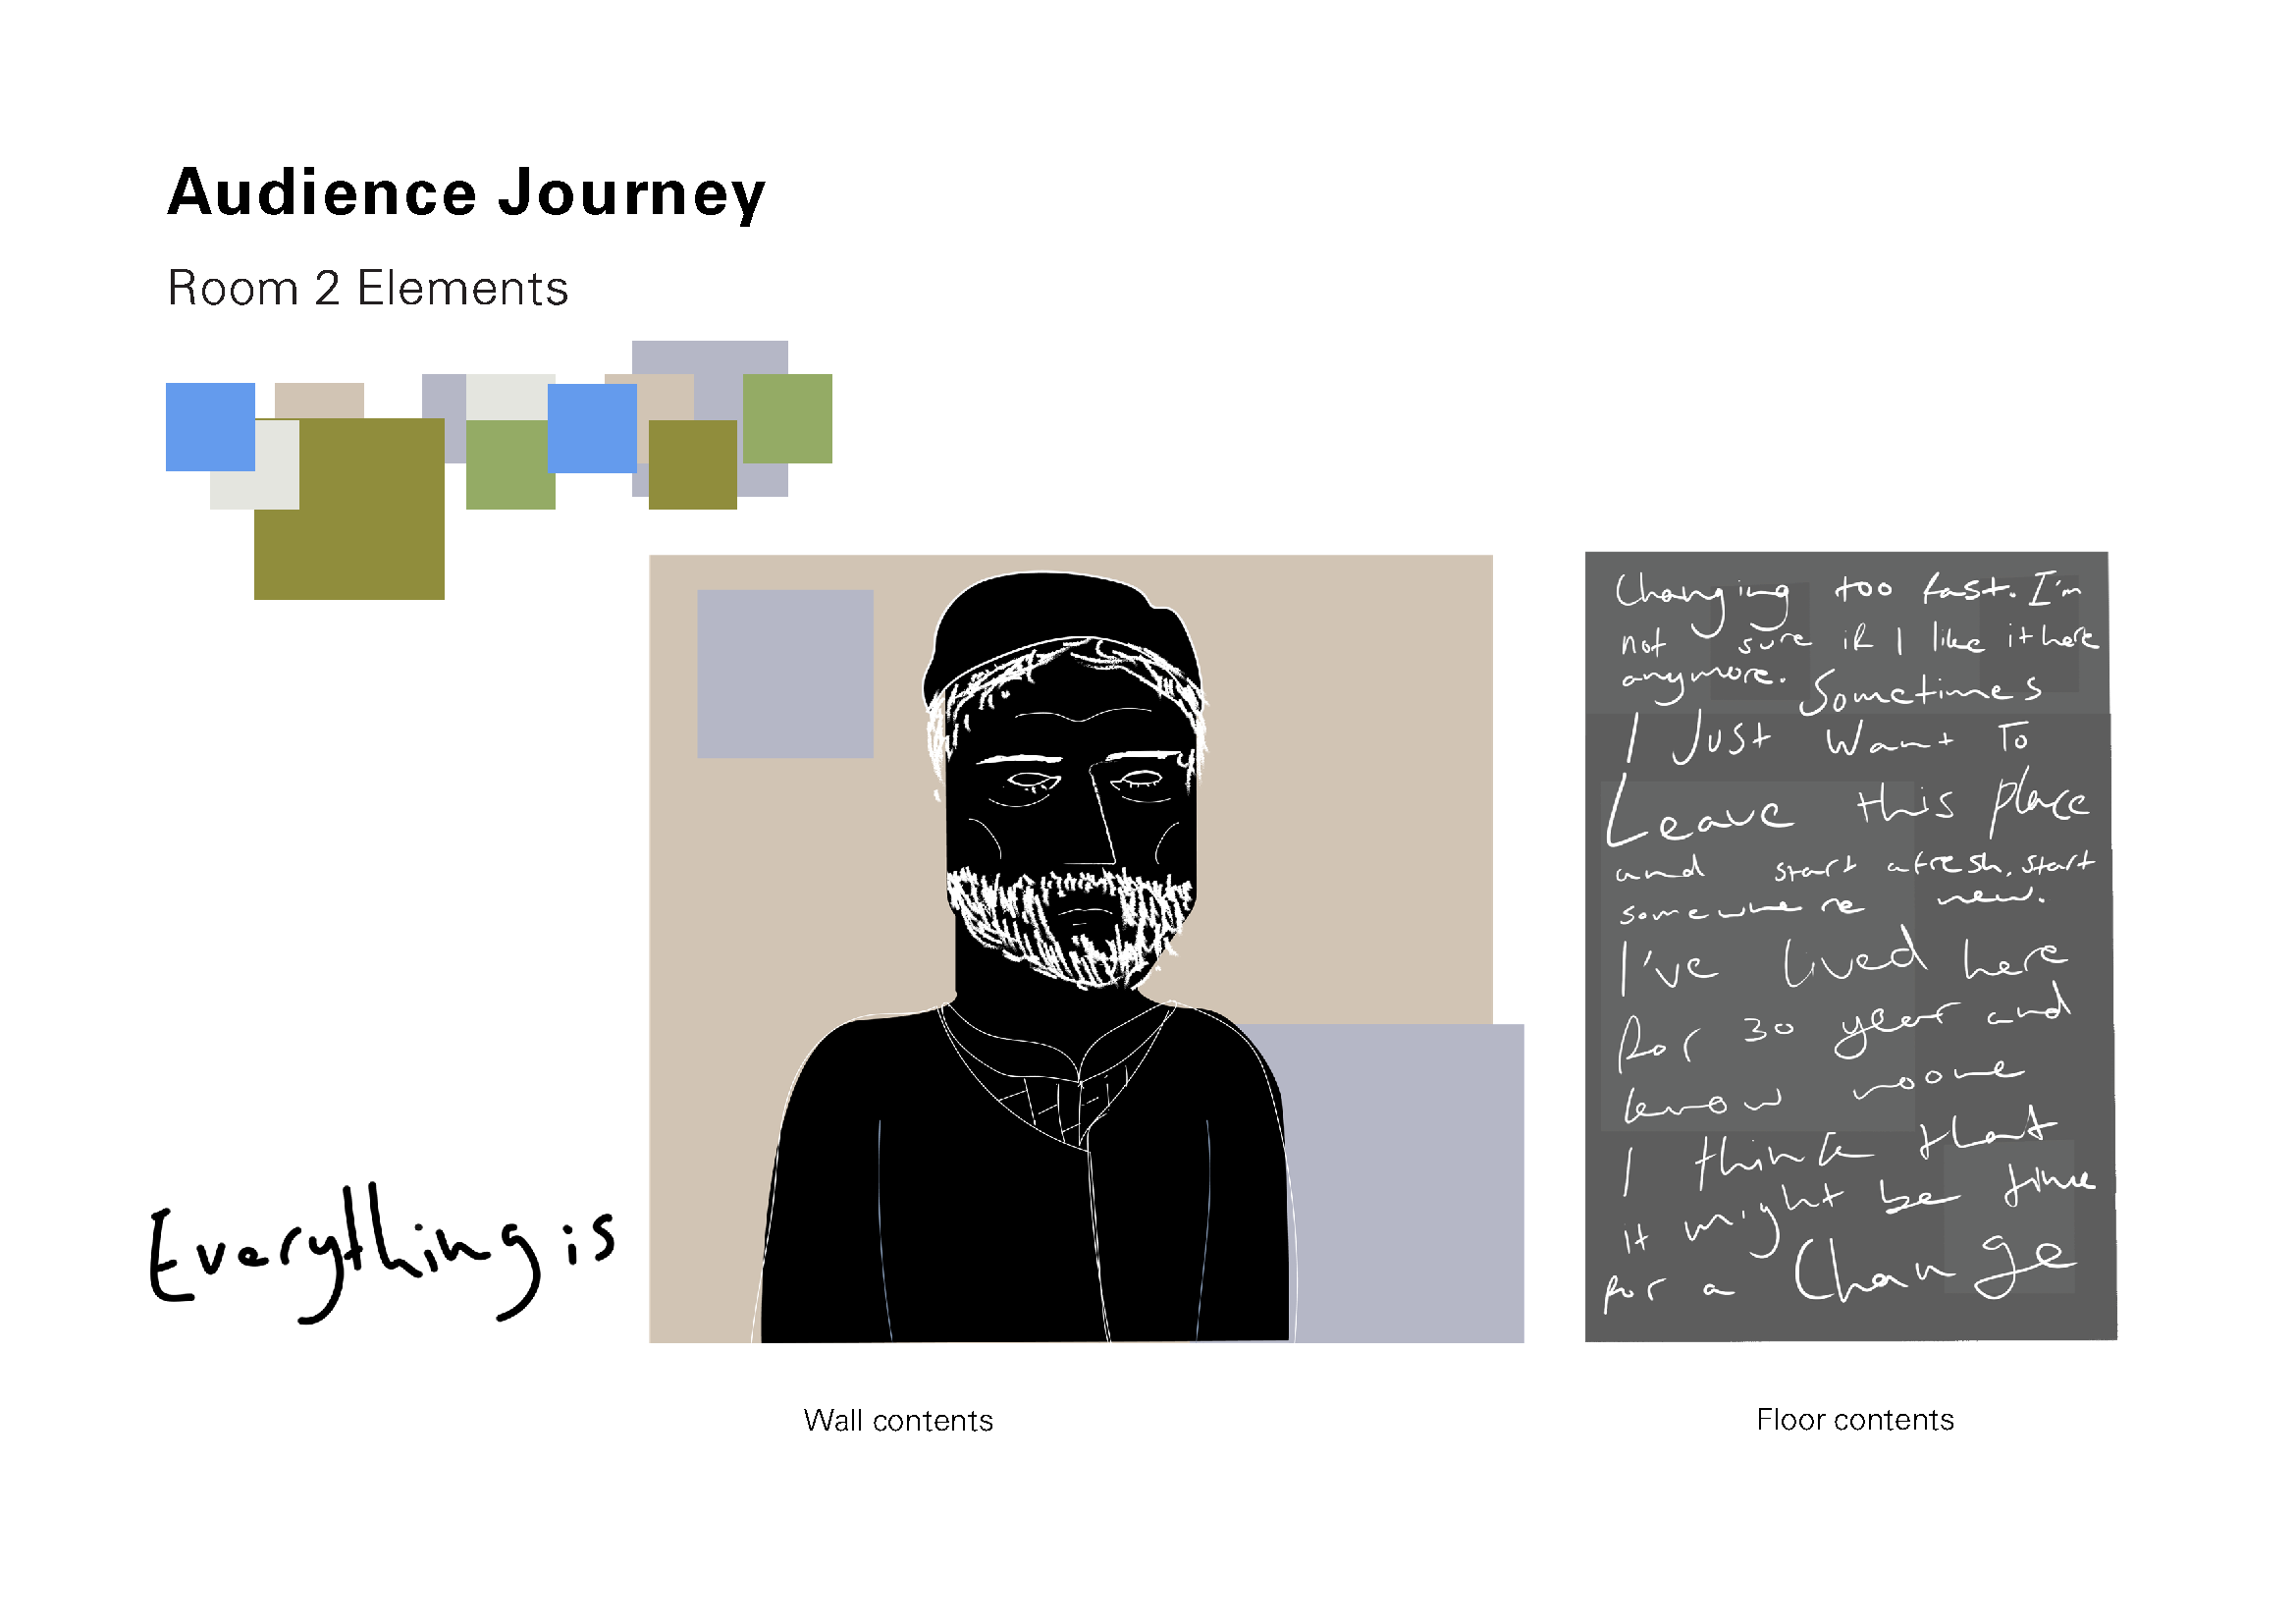 Audience Journey
Room 2 Elements
Everything is
Changing too fast. I'm
not sure if I like it here
anymore. Sometimes
I Just Want To
Leave this place
and start afresh, start
somewhere new.
I've lived here
for 30 year and
know noone
I think that
it might be time
for a Change
Wall contents
Floor contents